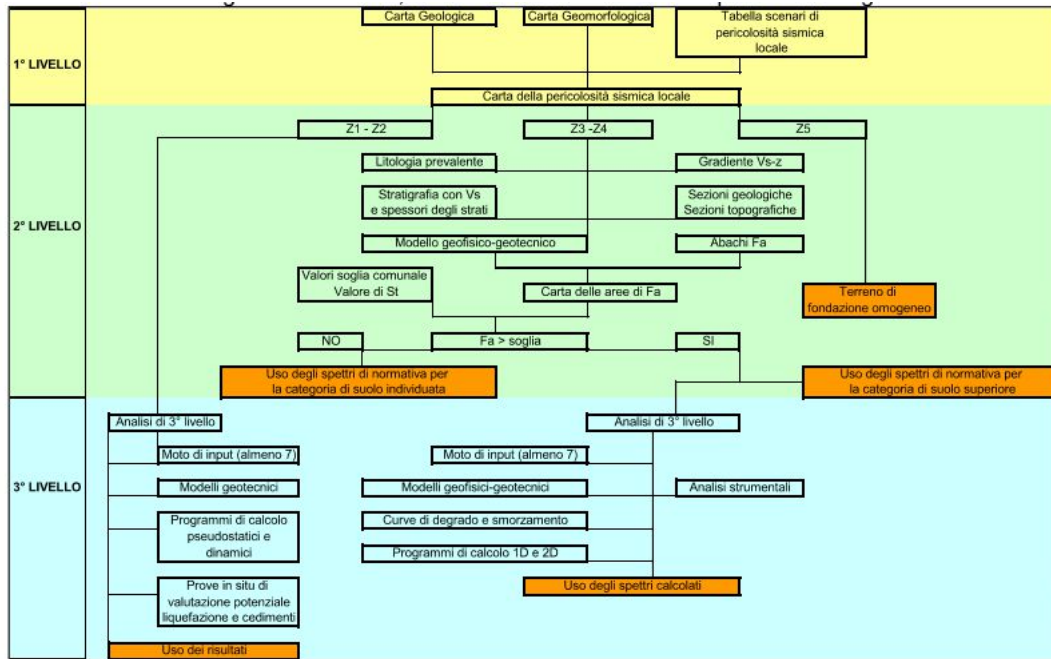 Carta Geologica
Carta Geomorfologica
Tabella scenari di
pericolosità sismica
locale
1° LIVELLO
Carta della pericolosità sismica locale
Z1 - Z2
Z3 -Z4
Z5
Litologia prevalente
Gradiente Vs-z
Stratigrafia con Vs
e spessori degli strati
Sezioni geologiche
Sezioni topografiche
2° LIVELLO
Modello geofisico-geotecnico
Abachi Fa
Valori soglia comunale
Valore di St
Carta delle aree di Fa
Terreno di
fondazione omogeneo
NO
Fa > soglia
SI
Uso degli spettri di normativa per
la categoria di suolo individuata
Uso degli spettri di normativa per
la categoria di suolo superiore
Analisi di 3° livello
Analisi di 3° livello
Moto di input (almeno 7)
Moto di input (almeno 7)
3° LIVELLO
Modelli geotecnici
Modelli geofisici-geotecnici
Analisi strumentali
Programmi di calcolo
pseudostatici e
dinamici
Curve di degrado e smorzamento
Programmi di calcolo 1D e 2D
Prove in situ di
valutazione potenziale
liquefazione e cedimenti
Uso degli spettri calcolati
Uso dei risultati